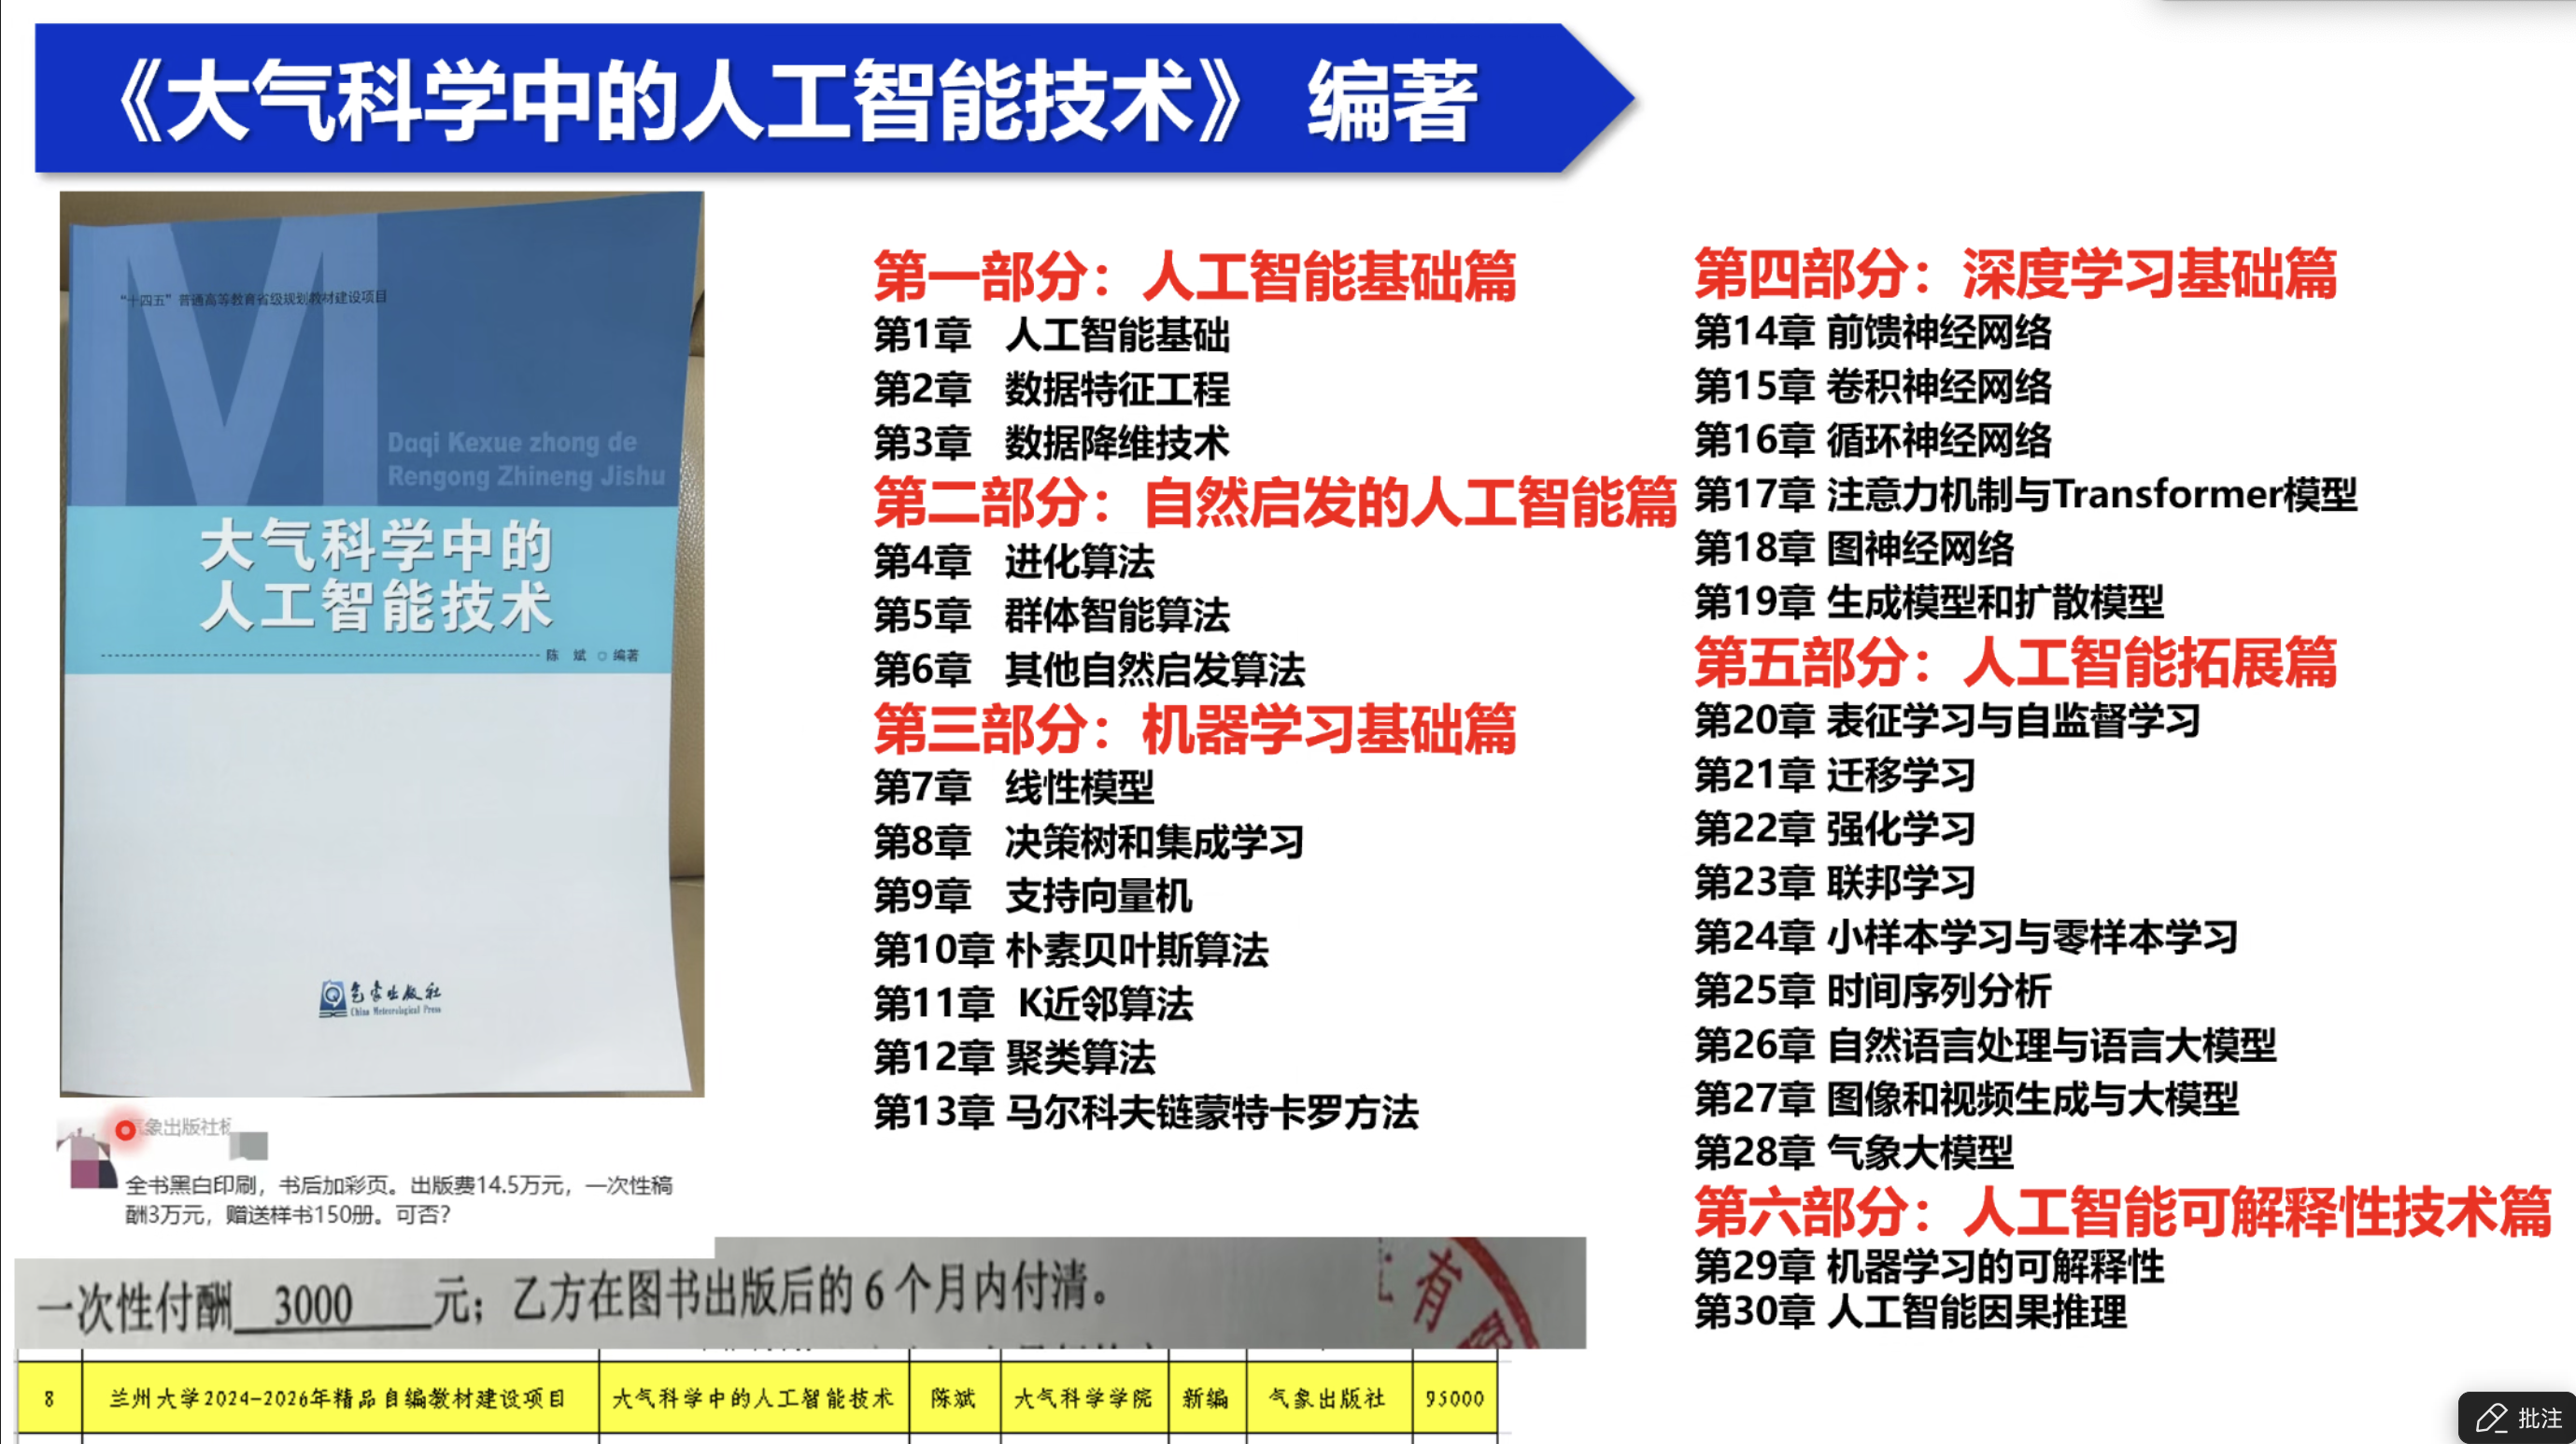 《大气科学中的人工智能技术》 编著
“十四五”普通高等教育省级规划教材建设项目
M
Daqi Kexue zhong de
Rengong Zhineng Jishu
大气科学中的
人工智能技术
陈 斌 ○ 编著
气象出版社
China Meteorological Press
气象出版社
全书黑白印刷，书后加彩页。出版费14.5万元，一次性稿
酬3万元，赠送样书150册。可否？
第一部分：人工智能基础篇
第1章 人工智能基础
第2章 数据特征工程
第3章 数据降维技术
第二部分：自然启发的人工智能篇
第4章 进化算法
第5章 群体智能算法
第6章 其他自然启发算法
第三部分：机器学习基础篇
第7章 线性模型
第8章 决策树和集成学习
第9章 支持向量机
第10章 朴素贝叶斯算法
第11章 K近邻算法
第12章 聚类算法
第13章 马尔科夫链蒙特卡罗方法
第四部分：深度学习基础篇
第14章 前馈神经网络
第15章 卷积神经网络
第16章 循环神经网络
第17章 注意力机制与Transformer模型
第18章 图神经网络
第19章 生成模型和扩散模型
第五部分：人工智能拓展篇
第20章 表征学习与自监督学习
第21章 迁移学习
第22章 强化学习
第23章 联邦学习
第24章 小样本学习与零样本学习
第25章 时间序列分析
第26章 自然语言处理与语言大模型
第27章 图像和视频生成与大模型
第28章 气象大模型
第六部分：人工智能可解释性技术篇
第29章 机器学习的可解释性
第30章 人工智能因果推理
一次性付酬 3000 元；乙方在图书出版后的 6 个月内付清。
有
8 兰州大学2024-2026年精品自编教材建设项目 大气科学中的人工智能技术 陈斌 大气科学学院 新编 气象出版社 95000
批注